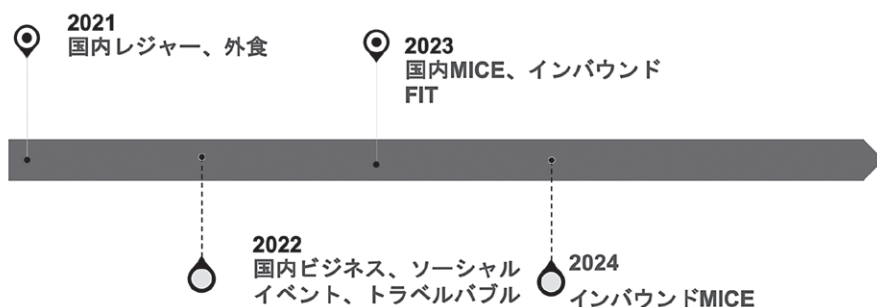 2021
国内レジャー、外食
2022
国内ビジネス、ソーシャル
イベント、トラベルバブル
2023
国内MICE、インバウンド
FIT
2024
インバウンドMICE